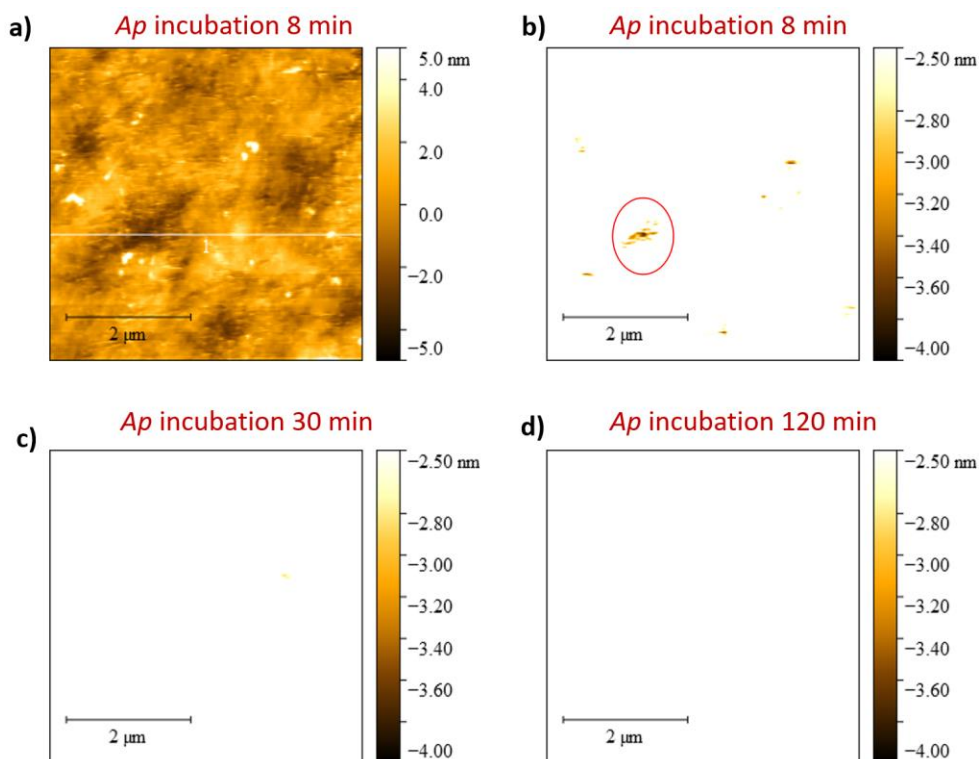 a) Ap incubation 8 min
5.0 nm
4.0
2.0
0.0
−2.0
−5.0
1
2 µm
b) Ap incubation 8 min
−2.50
−2.80
−3.00
−3.20
−3.40
−3.60
−4.00
2 µm
c) Ap incubation 30 min
−2.50 nm
−2.80
−3.00
−3.20
−3.40
−3.60
−4.00
2 µm
d) Ap incubation 120 min
−2.50 nm
−2.80
−3.00
−3.20
−3.40
−3.60
−4.00
2 µm